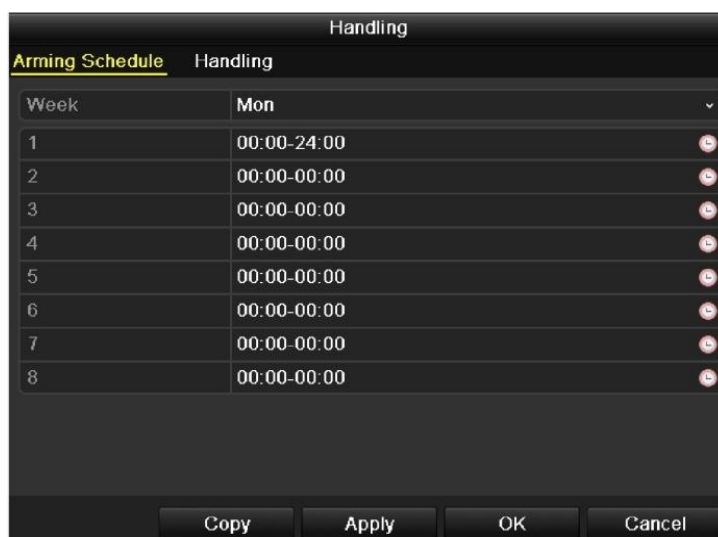 Handling
Arming Schedule Handling
Week Mon
1 00:00-24:00
2 00:00-00:00
3 00:00-00:00
4 00:00-00:00
5 00:00-00:00
6 00:00-00:00
7 00:00-00:00
8 00:00-00:00
Copy Apply OK Cancel